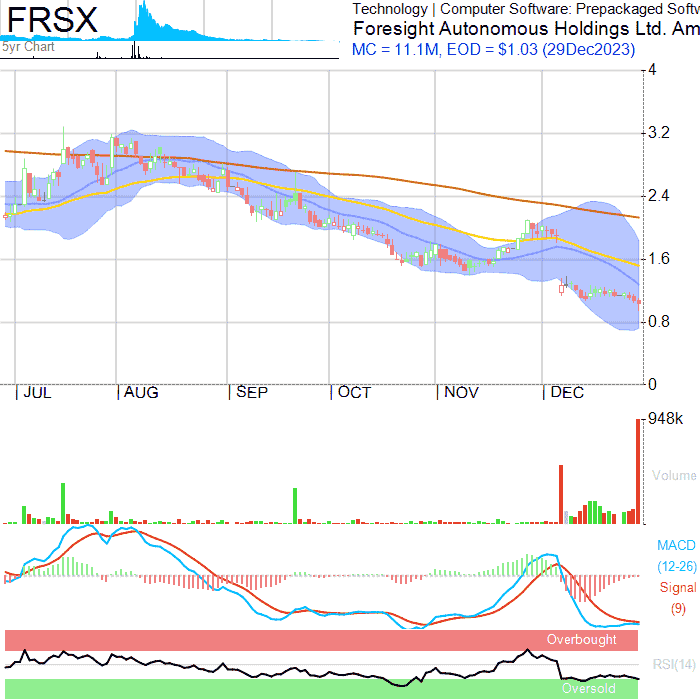 FRSX
5yr Chart
Technology | Computer Software: Prepackaged Softw
Foresight Autonomous Holdings Ltd. Am
MC = 11.1M, EOD = $1.03 (29Dec2023)
4
3.2
2.4
1.6
0.8
0
JUL AUG SEP OCT NOV DEC
948k
Volume
MACD
(12-26)
Signal
(9)
Overbought
RSI(14)
Oversold